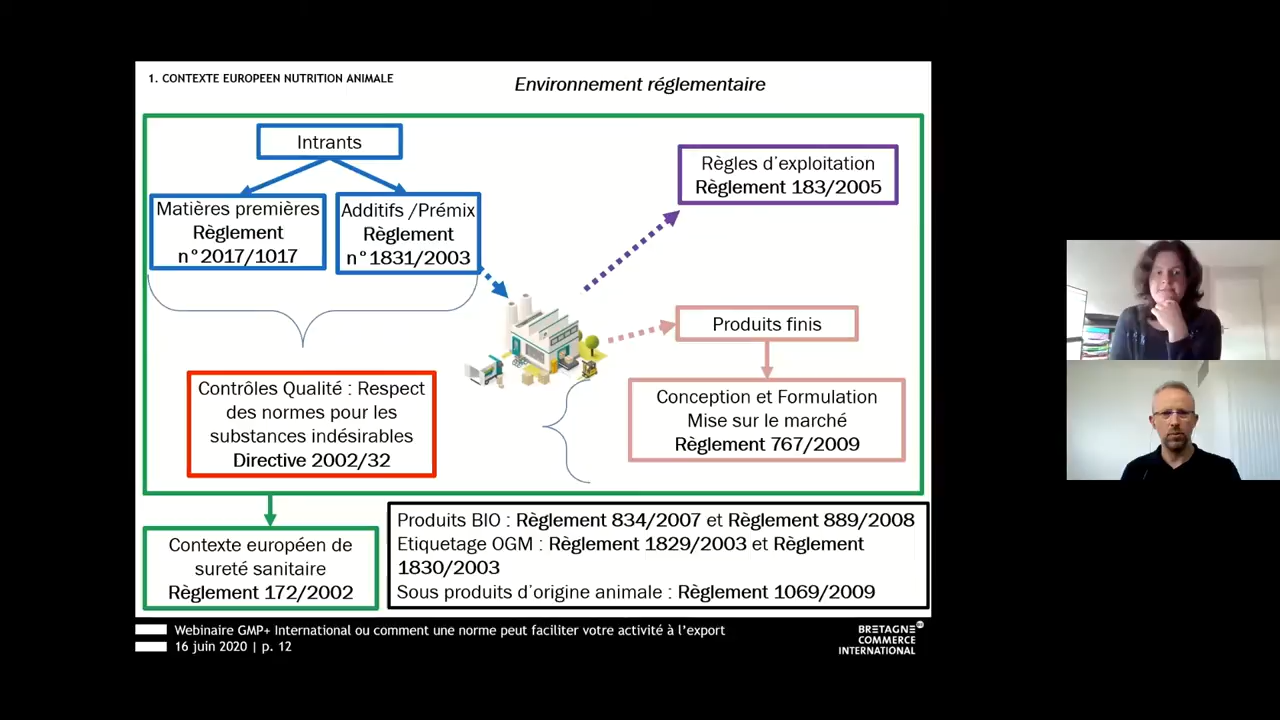 1. CONTEXTE EUROPEEN NUTRITION ANIMALE
Environnement réglementaire
Intrants
Matières premières
Règlement
n°2017/1017
Additifs /Prémix
Règlement
n°1831/2003
Règles d'exploitation
Règlement 183/2005
Produits finis
Conception et Formulation
Mise sur le marché
Règlement 767/2009
Contrôles Qualité : Respect
des normes pour les
substances indésirables
Directive 2002/32
Contexte européen de
sureté sanitaire
Règlement 172/2002
Produits BIO : Règlement 834/2007 et Règlement 889/2008
Etiquetage OGM : Règlement 1829/2003 et Règlement
1830/2003
Sous produits d'origine animale : Règlement 1069/2009
Webinaire GMP+ International ou comment une norme peut faciliter votre activité à l'export
16 juin 2020 | p. 12
BRETAGNE
COMMERCE
INTERNATIONAL